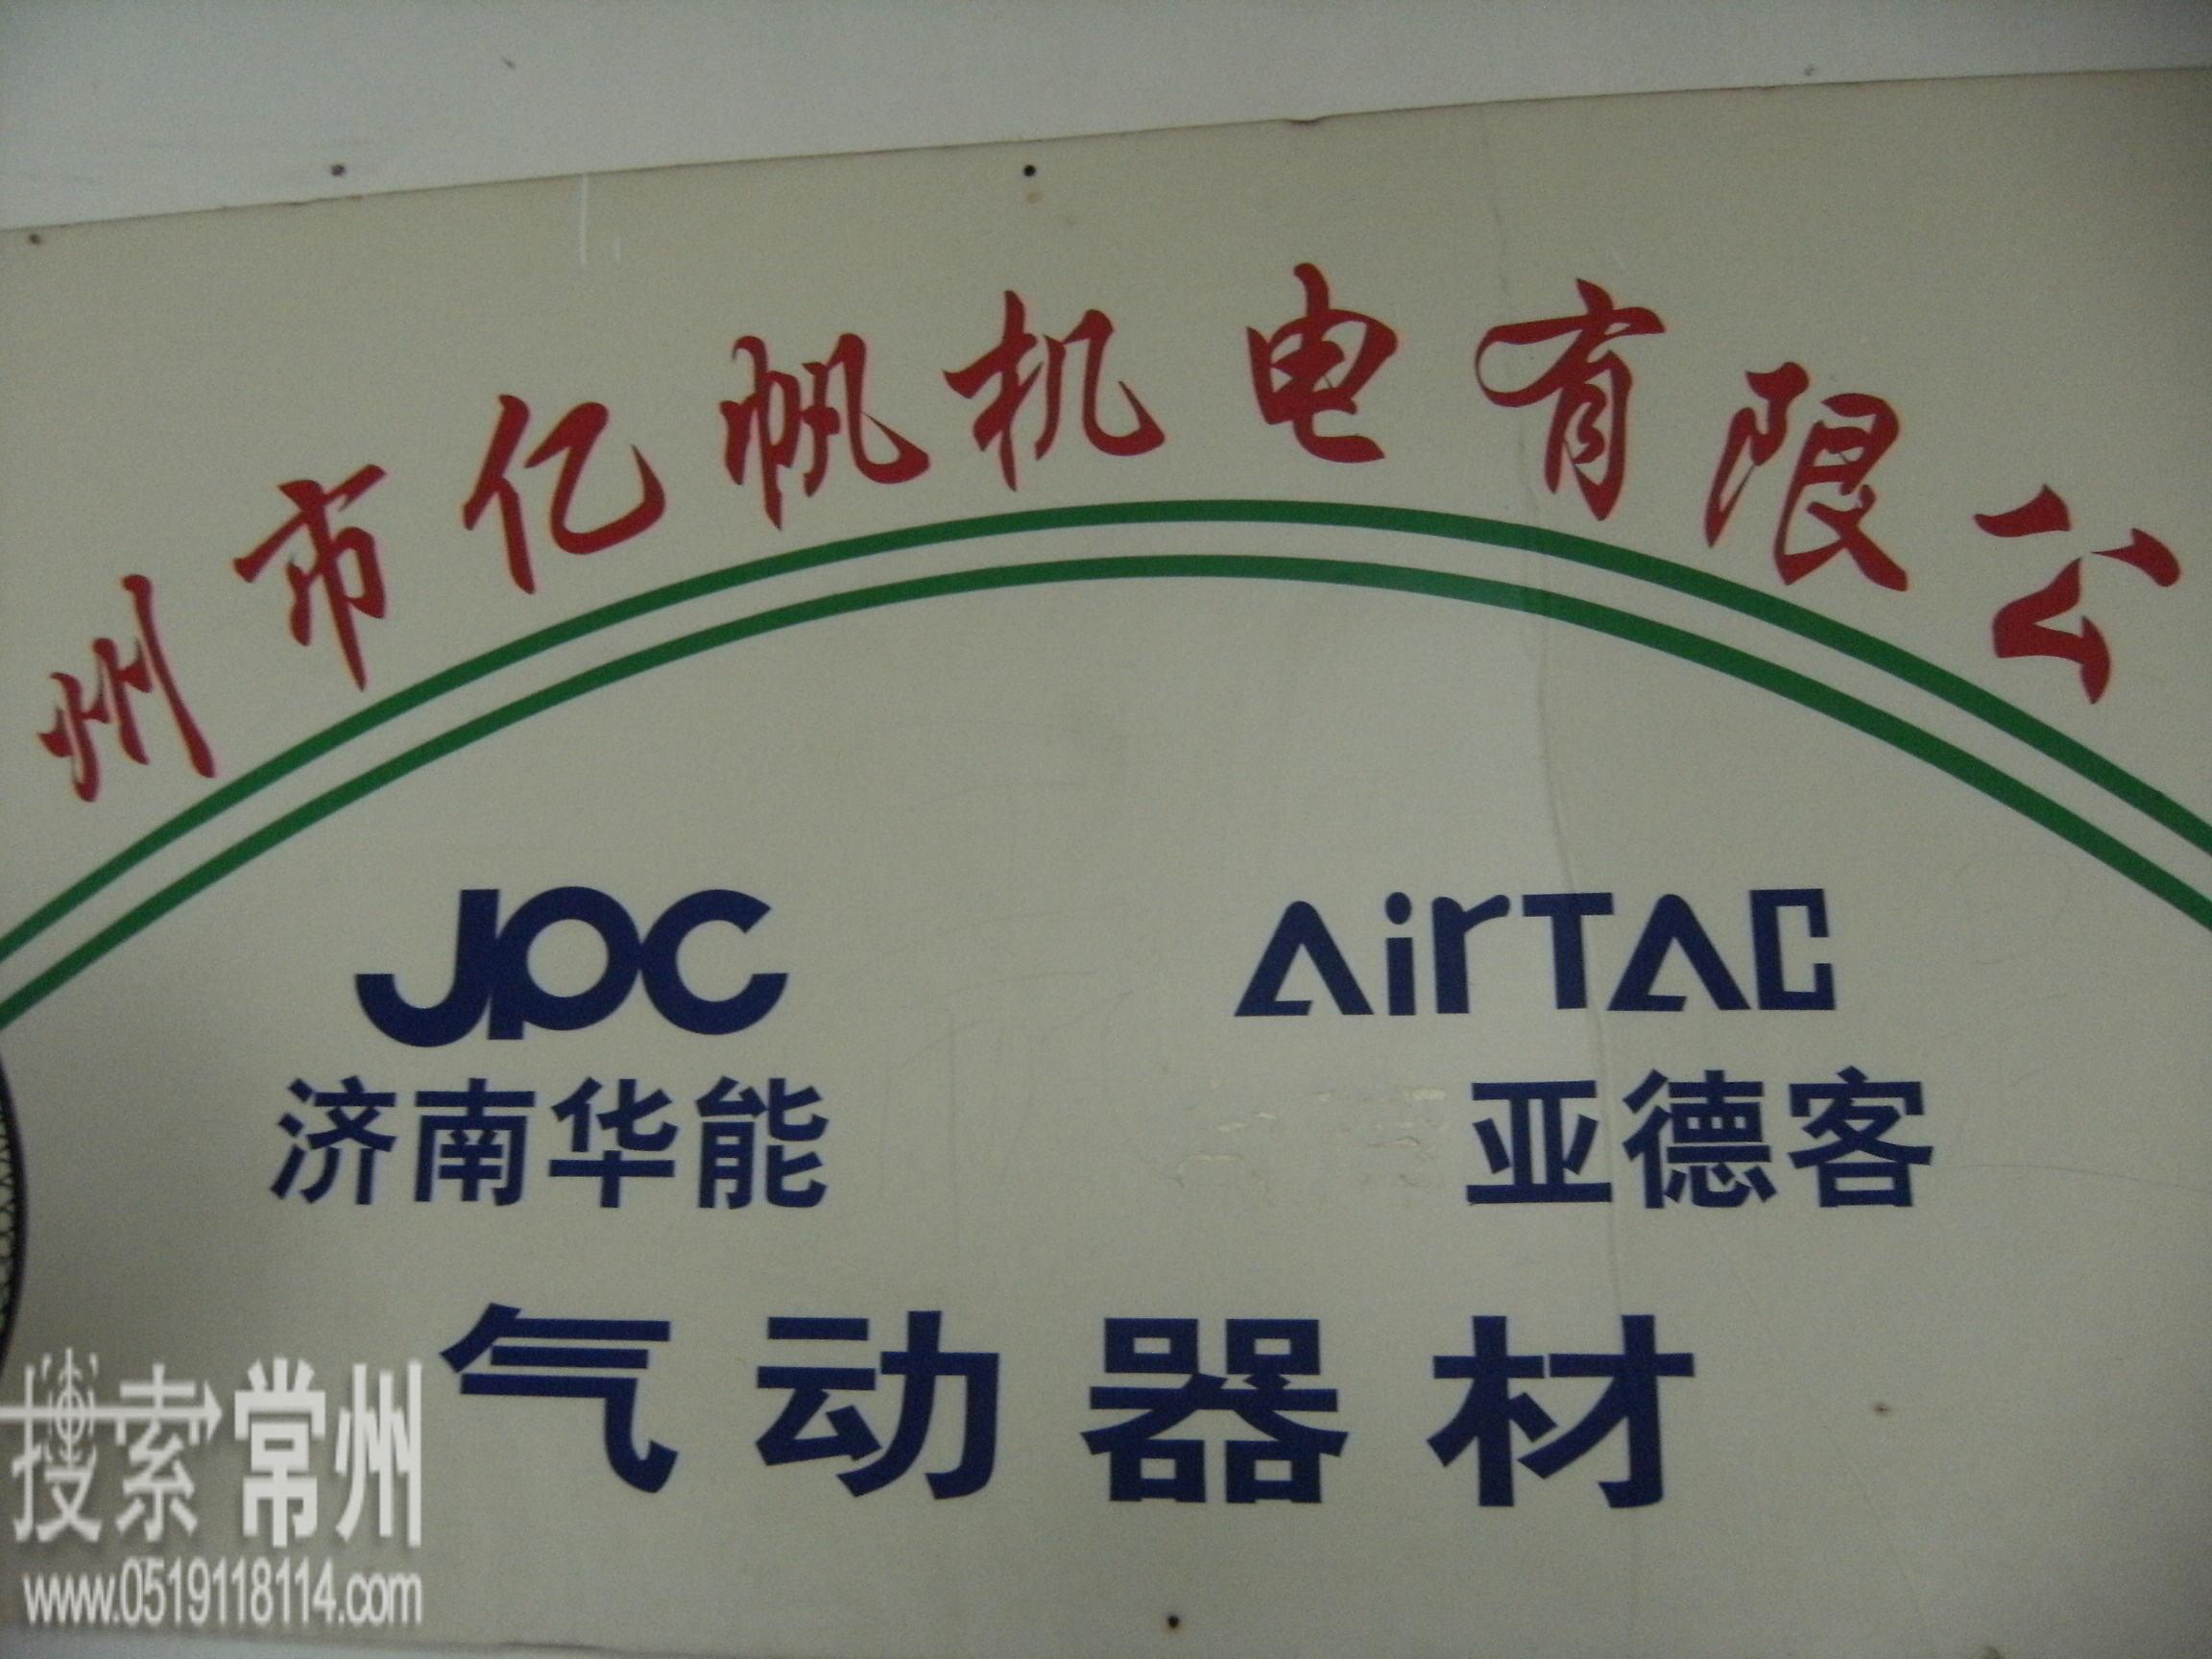 州市亿帆机电有限公
JPC AirTAC
济南华能 亚德客
气动器材
搜索常州
www.0519118114.com